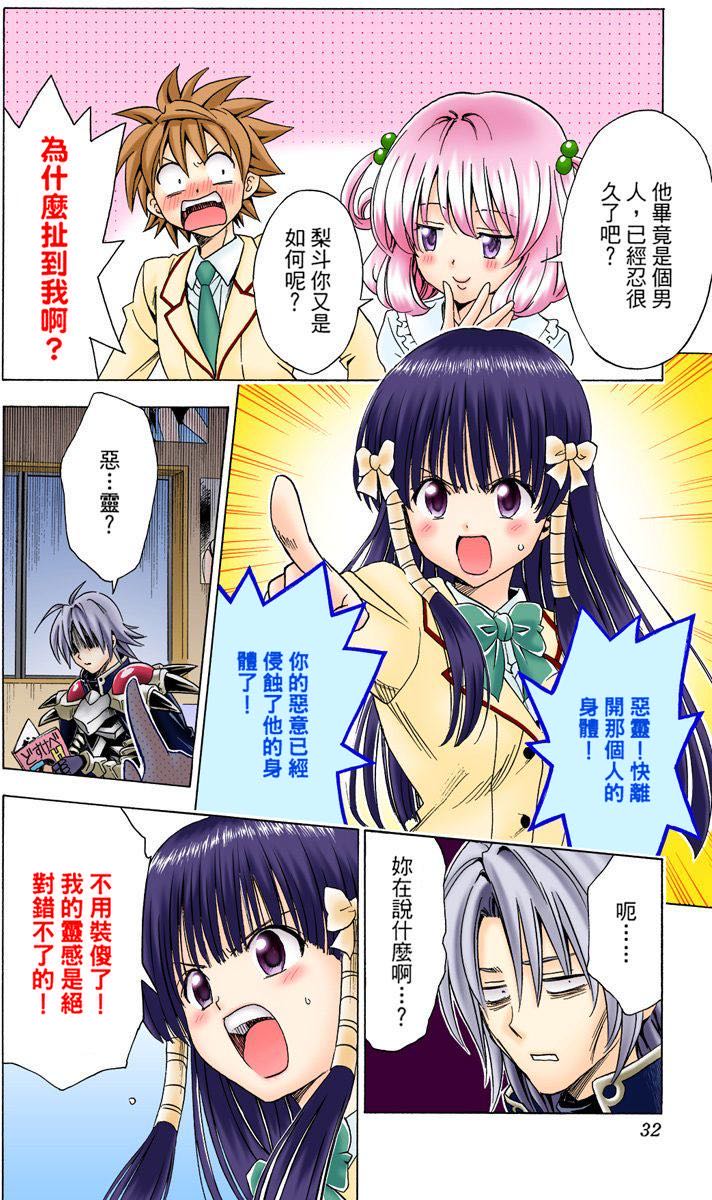 他畢竟是個男
人，已經忍很
久了吧？
梨斗你又是
如何呢？
為什麼扯到我啊？
惡靈！快離
開那個人的
身體！
你的惡意已經
侵蝕了他的身
體了！
惡…靈？
どすけべ
呃……
妳在說什麼啊…？
不用裝傻了！
我的靈感是絕
對錯不了的！
32